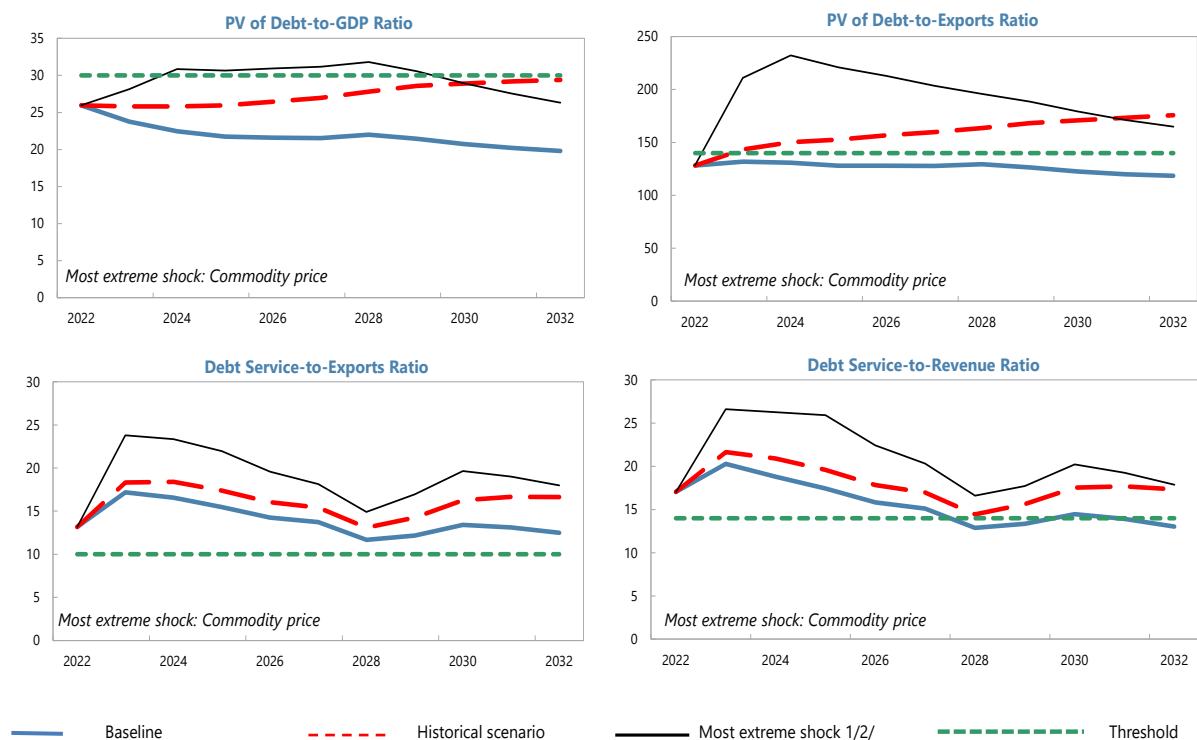 PV of Debt-to-GDP Ratio
35
30
25
20
15
10
5
0
Most extreme shock: Commodity price
2022 2024 2026 2028 2030 2032
PV of Debt-to-Exports Ratio
250
200
150
100
50
0
Most extreme shock: Commodity price
2022 2024 2026 2028 2030 2032
Debt Service-to-Exports Ratio
30
25
20
15
10
5
0
Most extreme shock: Commodity price
2022 2024 2026 2028 2030 2032
Debt Service-to-Revenue Ratio
30
25
20
15
10
5
0
Most extreme shock: Commodity price
2022 2024 2026 2028 2030 2032
Baseline Historical scenario Most extreme shock 1/2/ Threshold